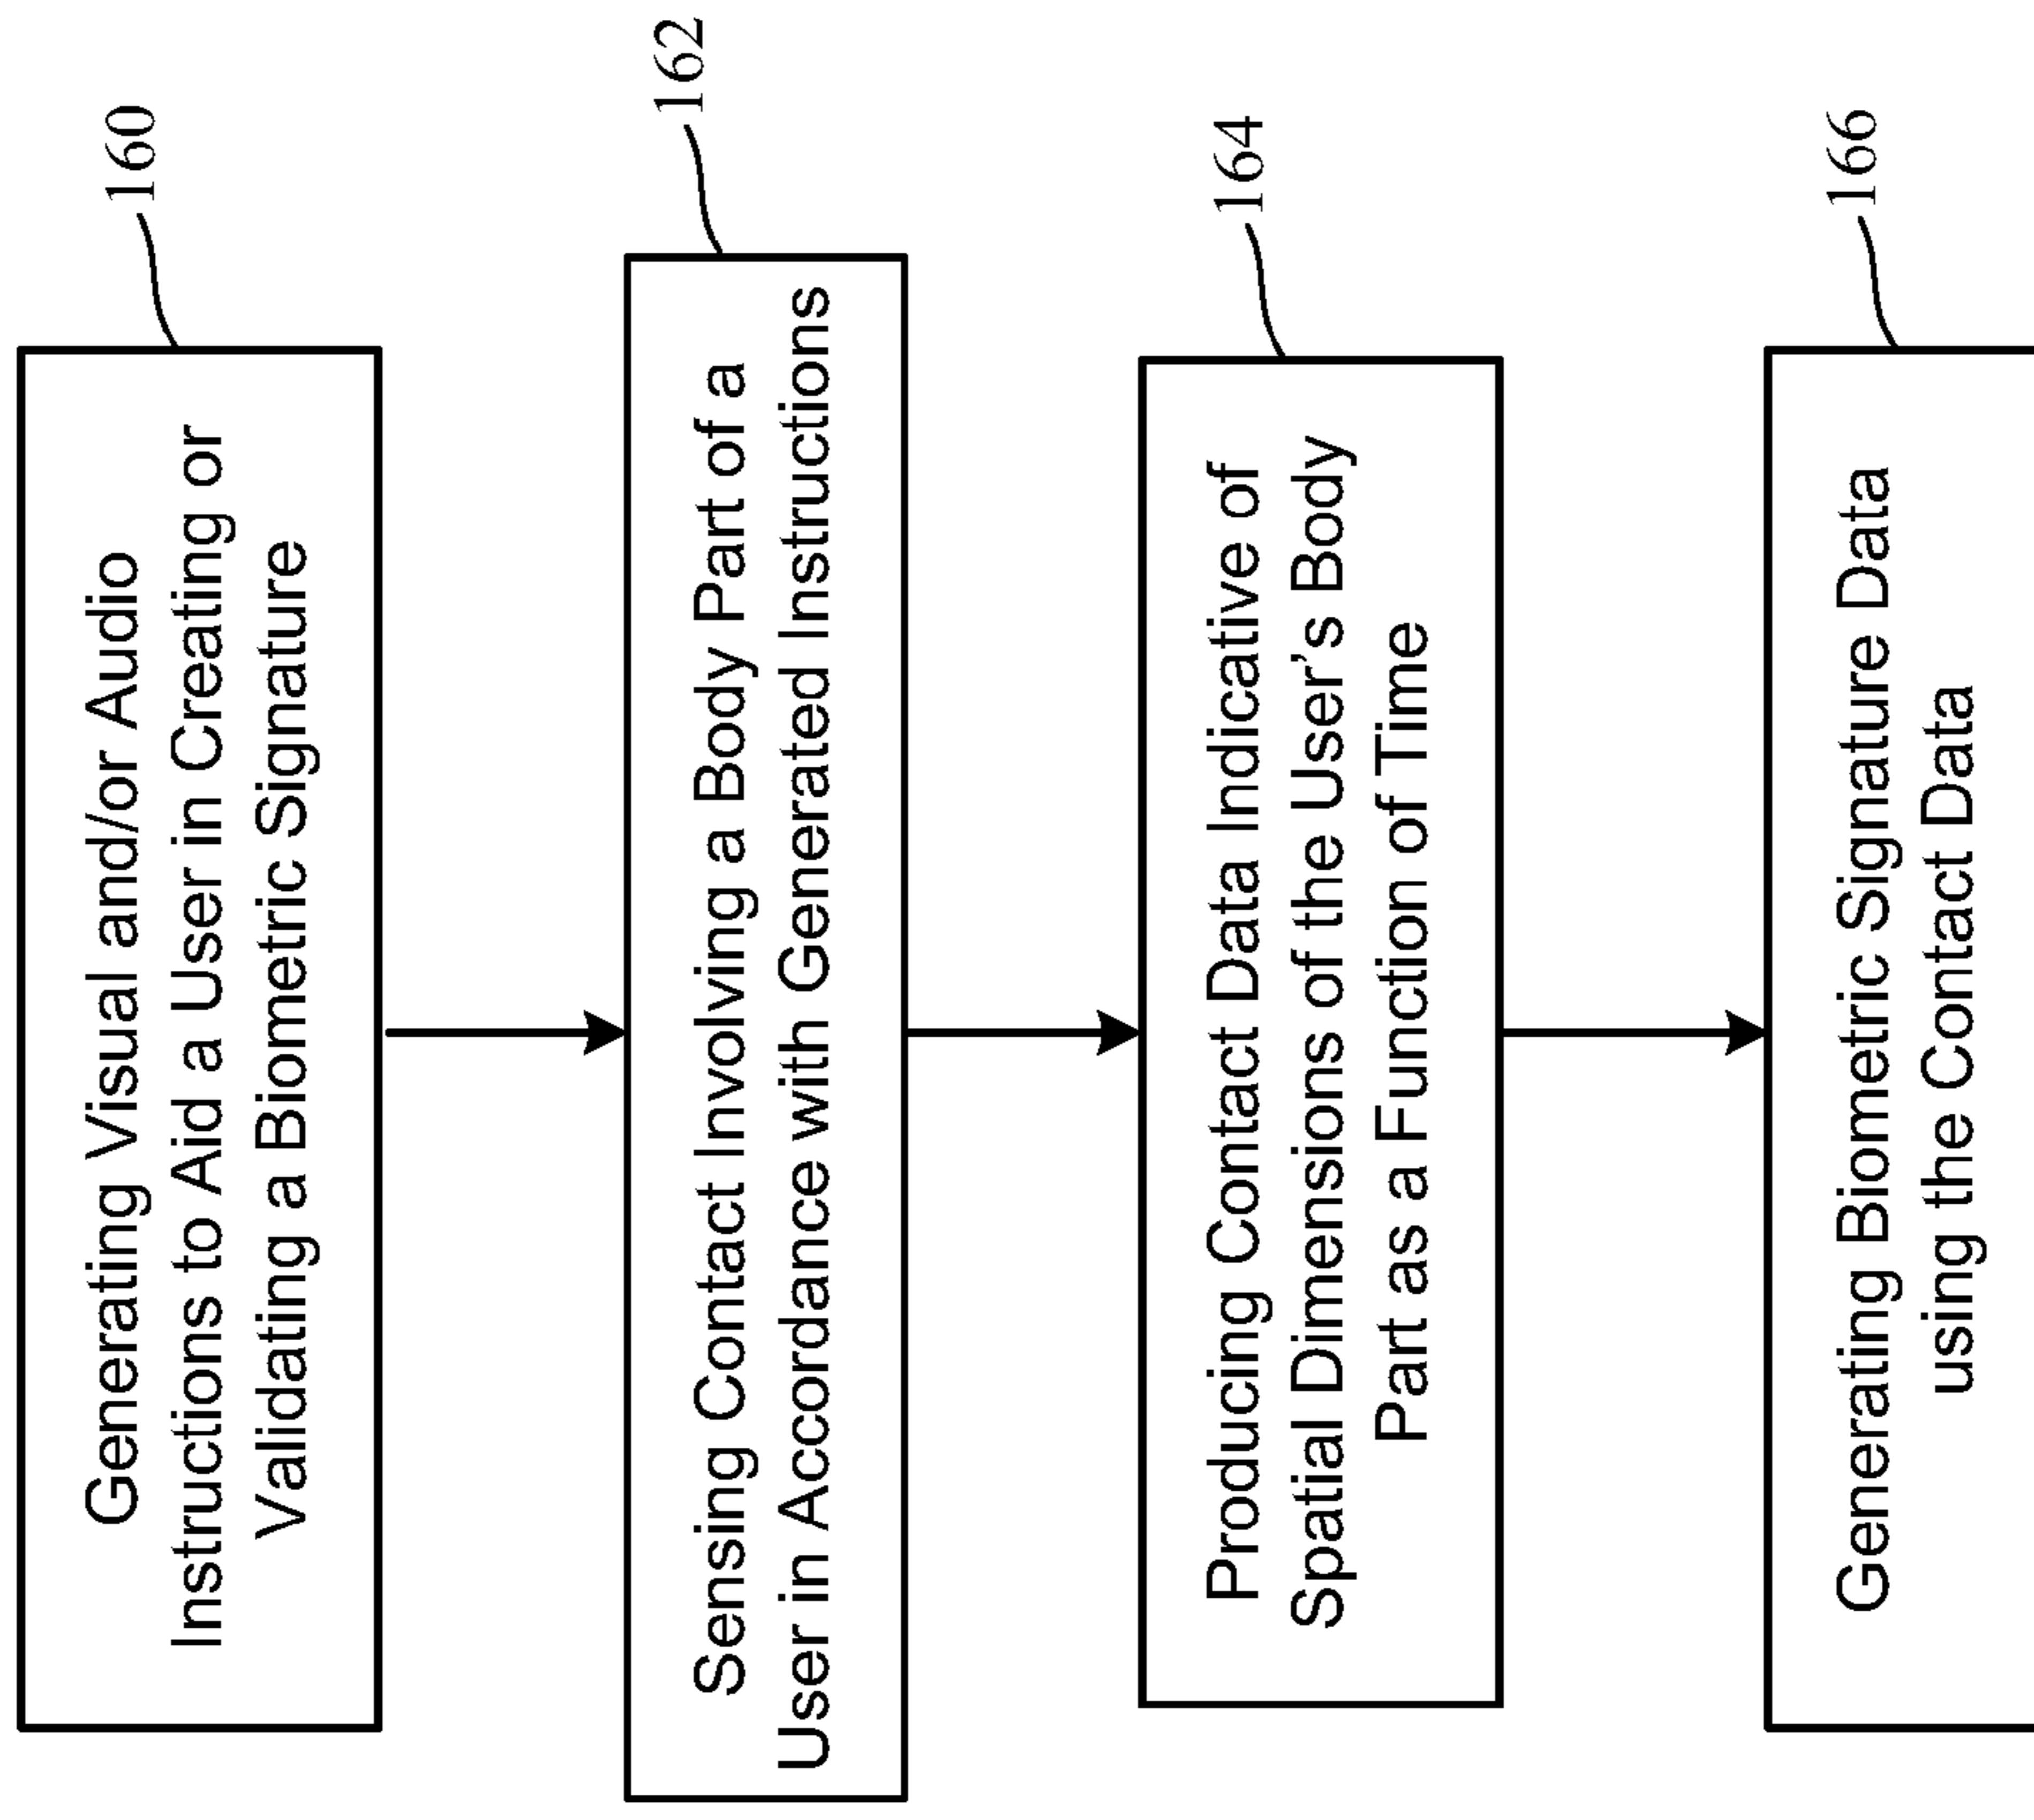 160
Generating Visual and/or Audio
Instructions to Aid a User in Creating or
Validating a Biometric Signature
162
Sensing Contact Involving a Body Part of a
User in Accordance with Generated Instructions
164
Producing Contact Data Indicative of
Spatial Dimensions of the User's Body
Part as a Function of Time
166
Generating Biometric Signature Data
using the Contact Data